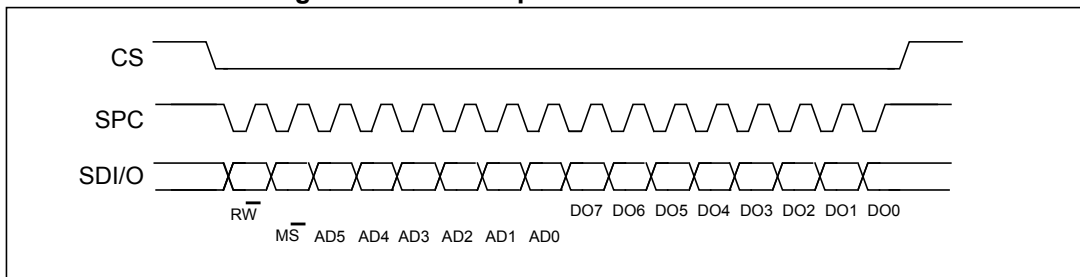 CS
SPC
SDI/O
RW
DO7 DO6 DO5 DO4 DO3 DO2 DO1 DO0
MS AD5 AD4 AD3 AD2 AD1 AD0